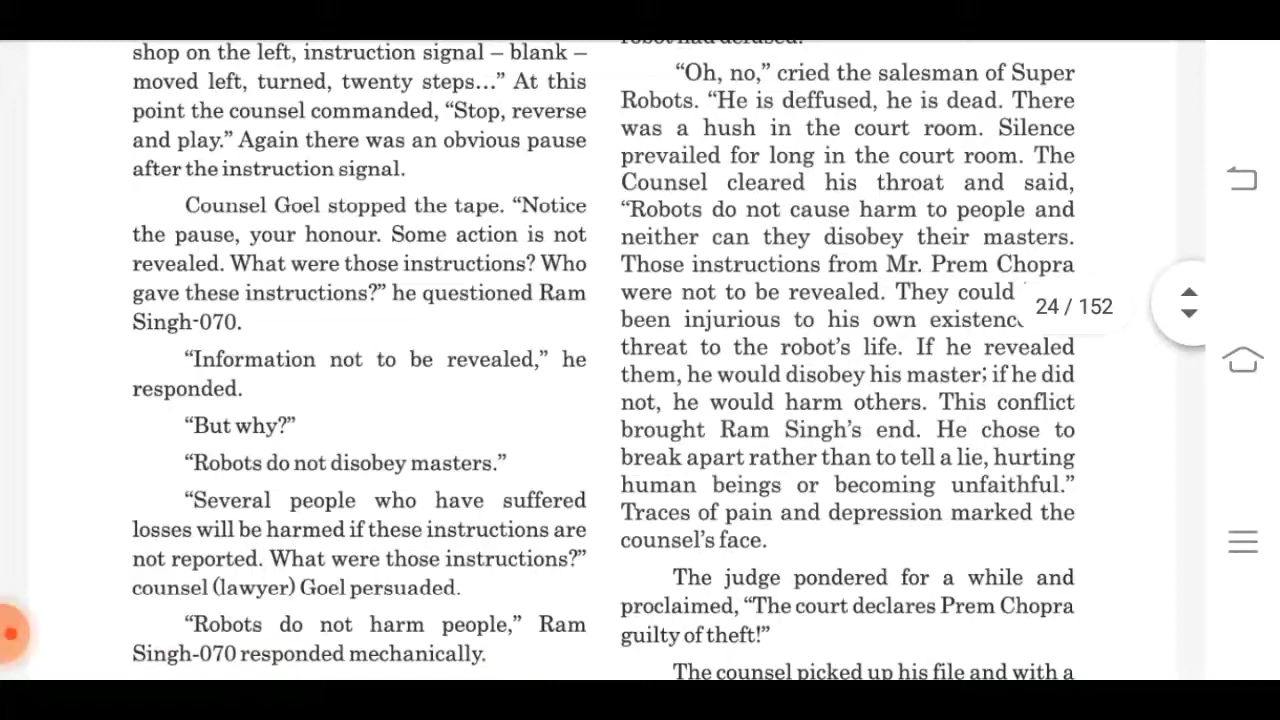 shop on the left, instruction signal – blank –
moved left, turned, twenty steps...” At this
point the counsel commanded, “Stop, reverse
and play.” Again there was an obvious pause
after the instruction signal.
Counsel Goel stopped the tape. “Notice
the pause, your honour. Some action is not
revealed. What were those instructions? Who
gave these instructions?” he questioned Ram
Singh-070.
“Information not to be revealed,” he
responded.
“But why?”
“Robots do not disobey masters.”
“Several people who have suffered
losses will be harmed if these instructions are
not reported. What were those instructions?”
counsel (lawyer) Goel persuaded.
“Robots do not harm people,” Ram
Singh-070 responded mechanically.
robot had defused.
“Oh, no,” cried the salesman of Super
Robots. “He is deffused, he is dead. There
was a hush in the court room. Silence
prevailed for long in the court room. The
Counsel cleared his throat and said,
“Robots do not cause harm to people and
neither can they disobey their masters.
Those instructions from Mr. Prem Chopra
were not to be revealed. They could
been injurious to his own existenc
threat to the robot’s life. If he revealed
them, he would disobey his master; if he did
not, he would harm others. This conflict
brought Ram Singh’s end. He chose to
break apart rather than to tell a lie, hurting
human beings or becoming unfaithful.”
Traces of pain and depression marked the
counsel’s face.
The judge pondered for a while and
proclaimed, “The court declares Prem Chopra
guilty of theft!”
The counsel picked up his file and with a
24 / 152